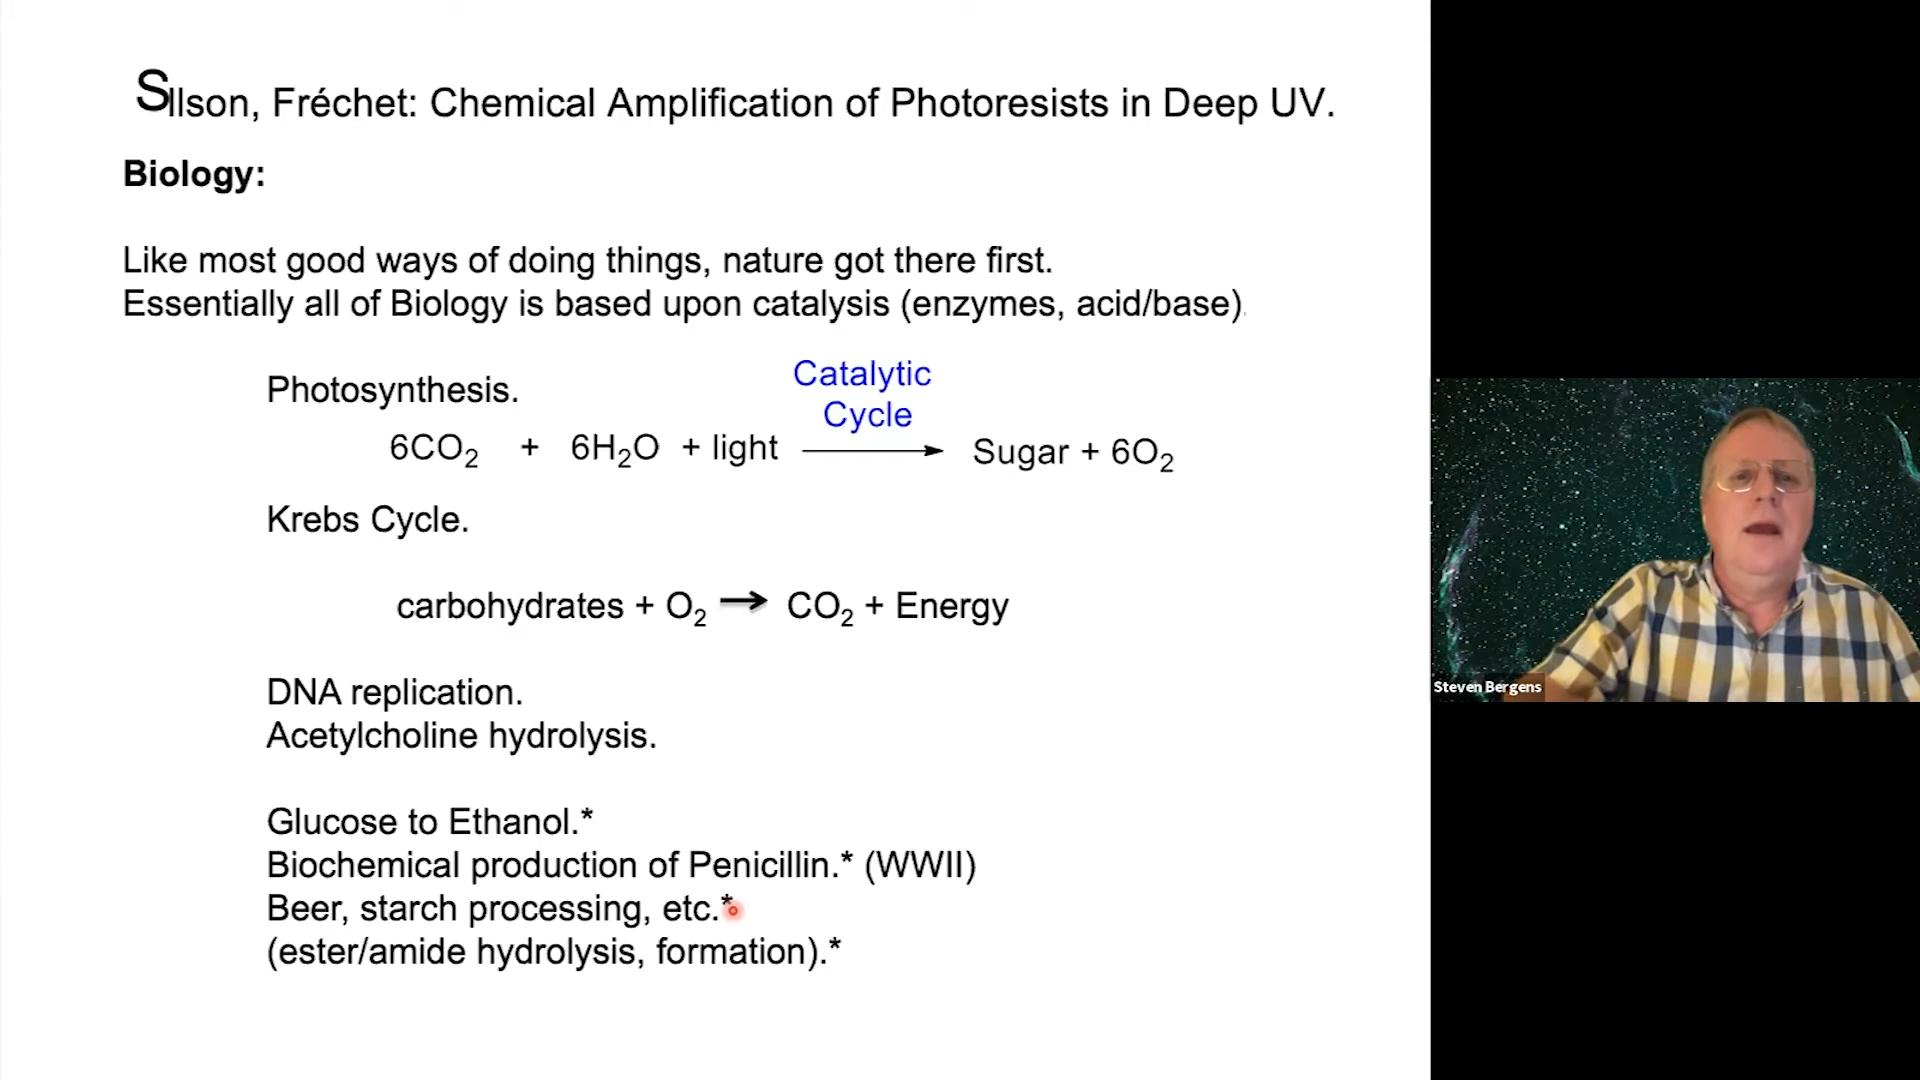 Sllson, Fréchet: Chemical Amplification of Photoresists in Deep UV.
Biology:
Like most good ways of doing things, nature got there first.
Essentially all of Biology is based upon catalysis (enzymes, acid/base).
Photosynthesis.
Catalytic
Cycle
6CO₂ + 6H₂O + light → Sugar + 6O₂
Krebs Cycle.
carbohydrates + O₂ → CO₂ + Energy
DNA replication.
Acetylcholine hydrolysis.
Glucose to Ethanol.*
Biochemical production of Penicillin.* (WWII)
Beer, starch processing, etc.*
(ester/amide hydrolysis, formation).*
Steven Bergens